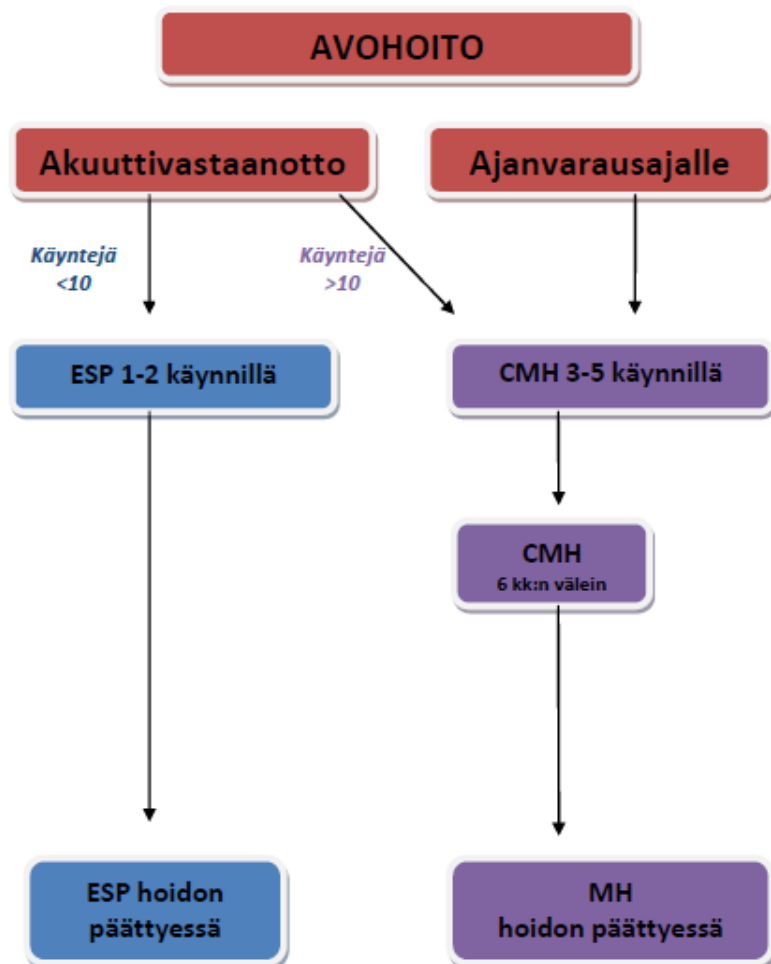 AVOHOITO
Akuuttivastaanotto
Ajanvarausajalle
Käyntejä
<10
Käyntejä
>10
ESP 1-2 käynnillä
CMH 3-5 käynnillä
CMH
6 kk:n välein
ESP hoidon
päättyessä
MH
hoidon päättyessä